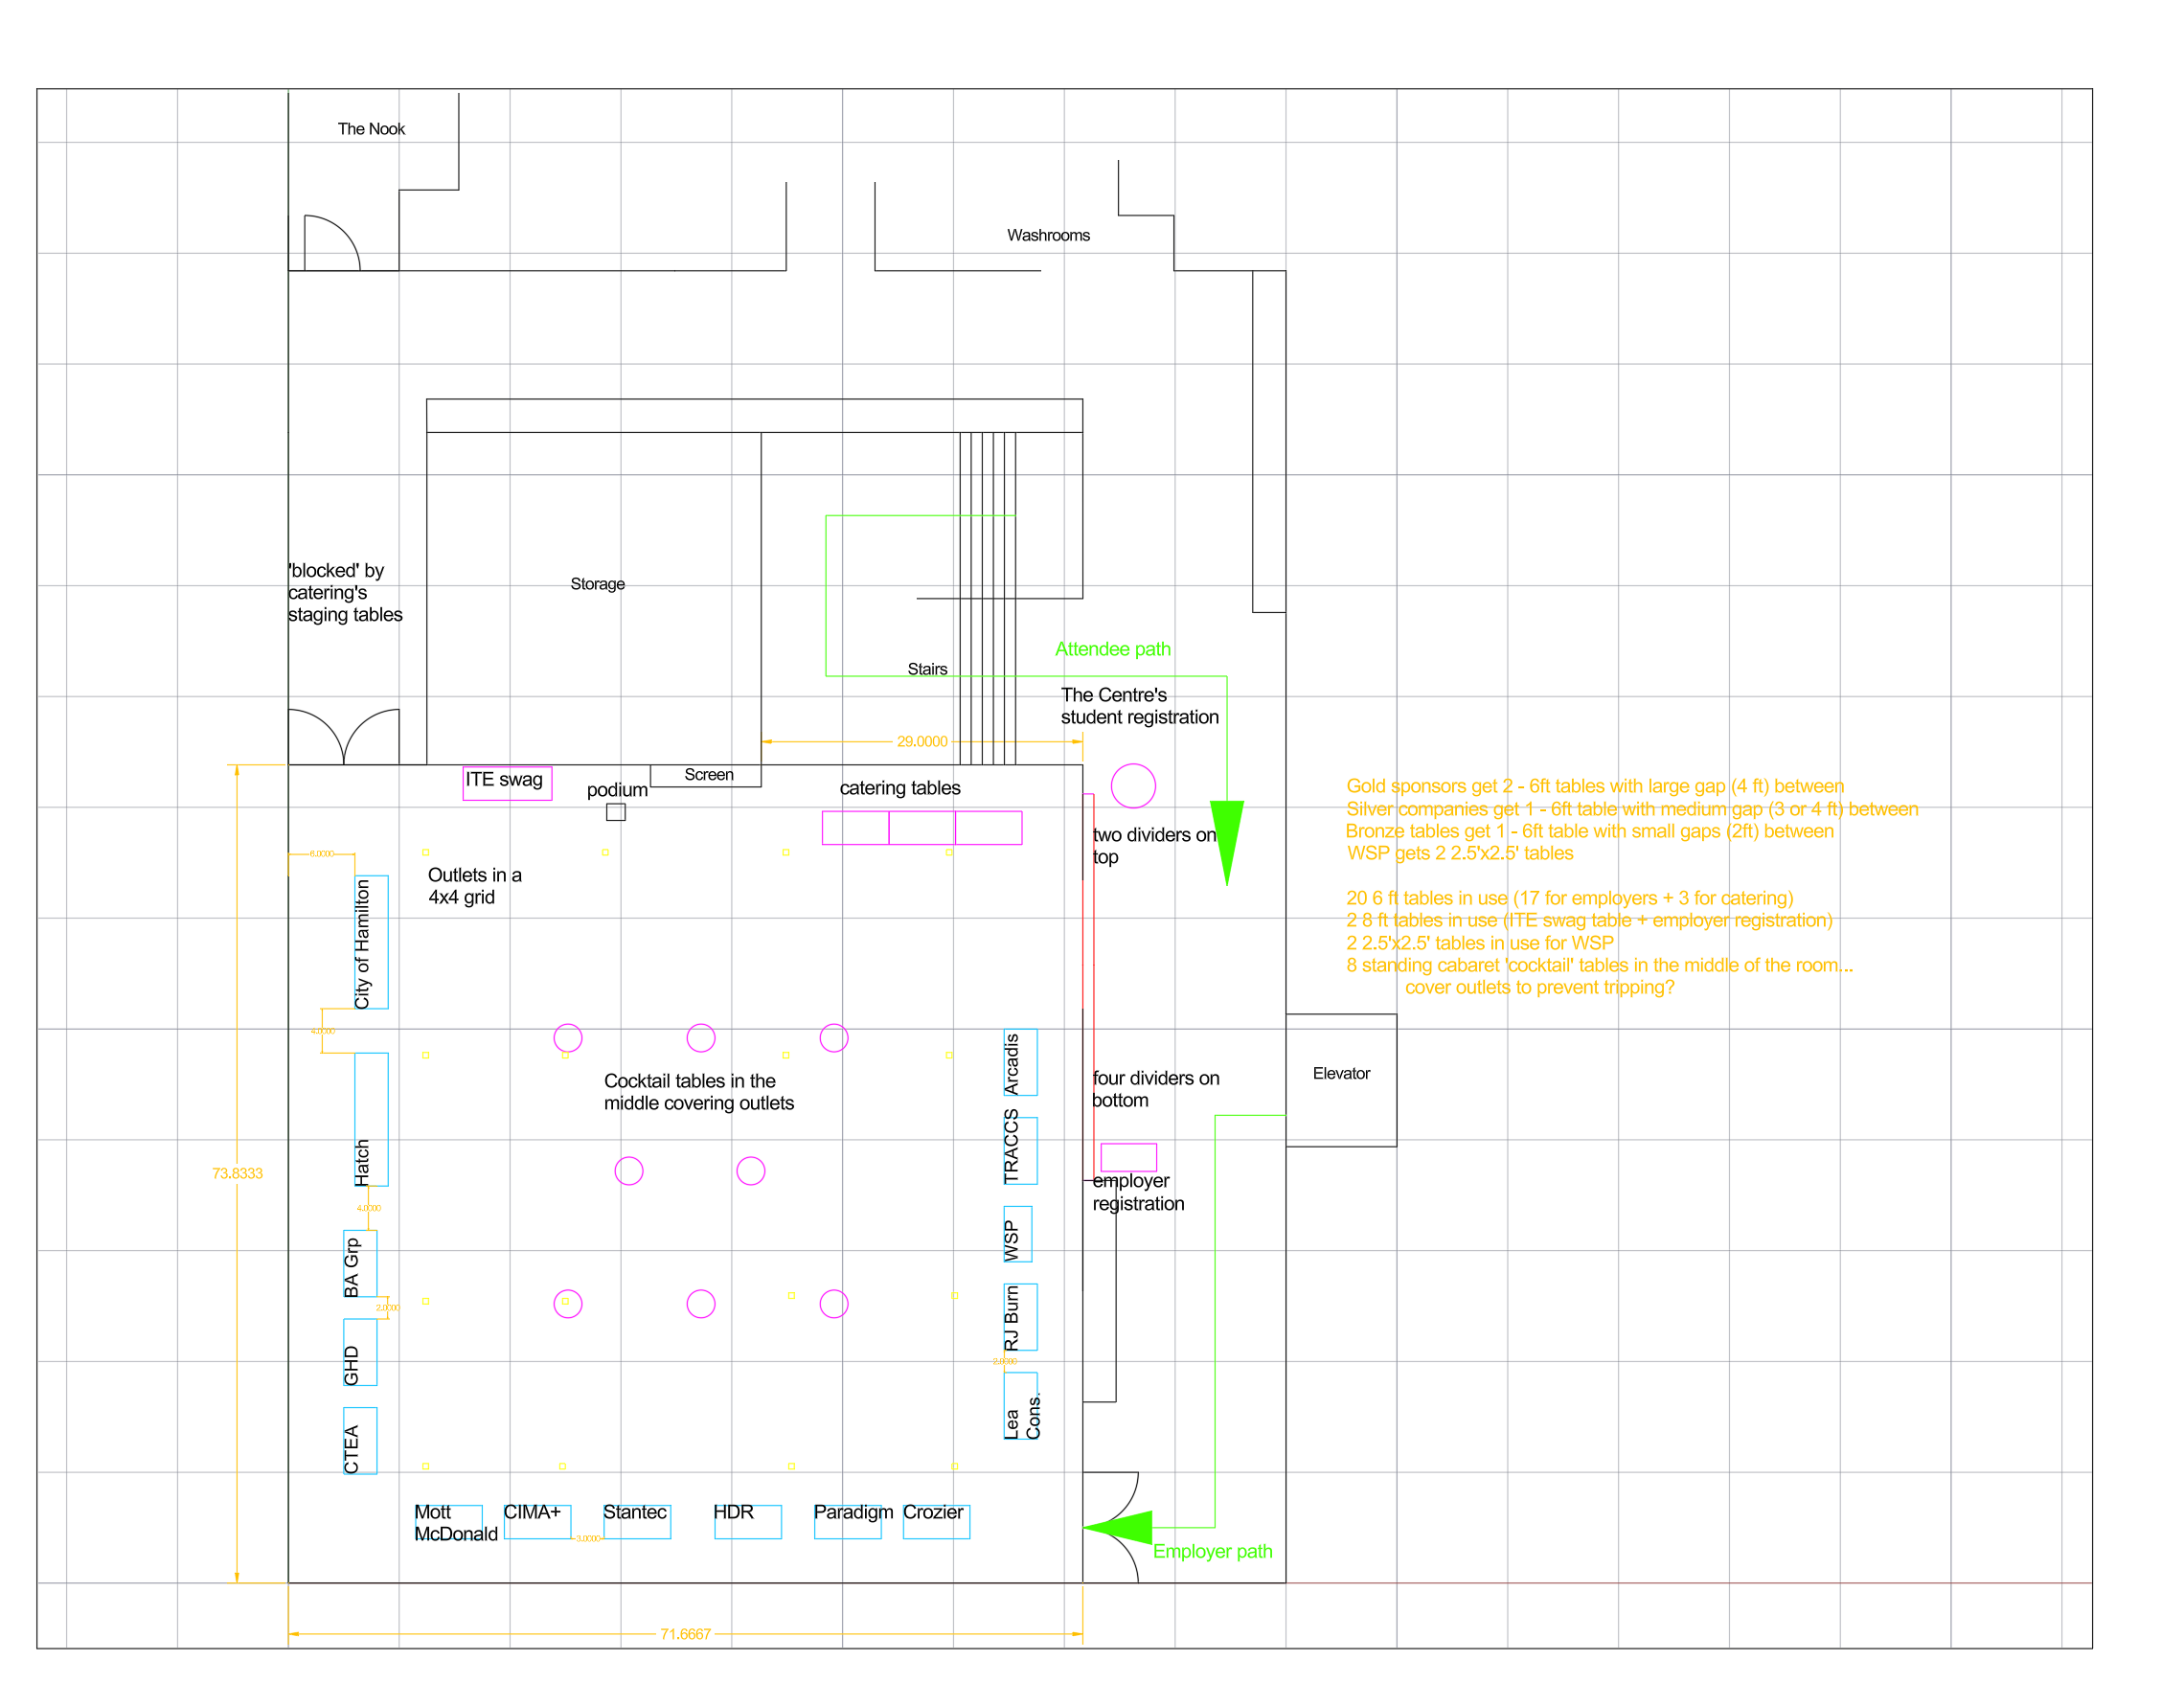 The Nook
Washrooms
'blocked' by
catering's
staging tables
Storage
Stairs
Attendee path
The Centre's
student registration
29.0000
ITE swag
podium
Screen
catering tables
two dividers on
top
Gold sponsors get 2 - 6ft tables with large gap (4 ft) between
Silver companies get 1 - 6ft table with medium gap (3 or 4 ft) between
Bronze tables get 1 - 6ft table with small gaps (2ft) between
WSP gets 2 2.5'x2.5' tables
20 6 ft tables in use (17 for employers + 3 for catering)
2 8 ft tables in use (ITE swag table + employer registration)
2 2.5'x2.5' tables in use for WSP
8 standing cabaret 'cocktail' tables in the middle of the room...
cover outlets to prevent tripping?
6.0000
Outlets in a
4x4 grid
City of Hamilton
4.0000
Cocktail tables in the
middle covering outlets
Arcadis
four dividers on
bottom
Elevator
Hatch
TRACCS
73.8333
employer
registration
4.0000
BA Grp
WSP
2.0000
GHD
RJ Burn
2.0000
CTEA
Lea
Cons.
Mott
McDonald
CIMA+
3.0000
Stantec
HDR
Paradigm
Crozier
Employer path
71.6667